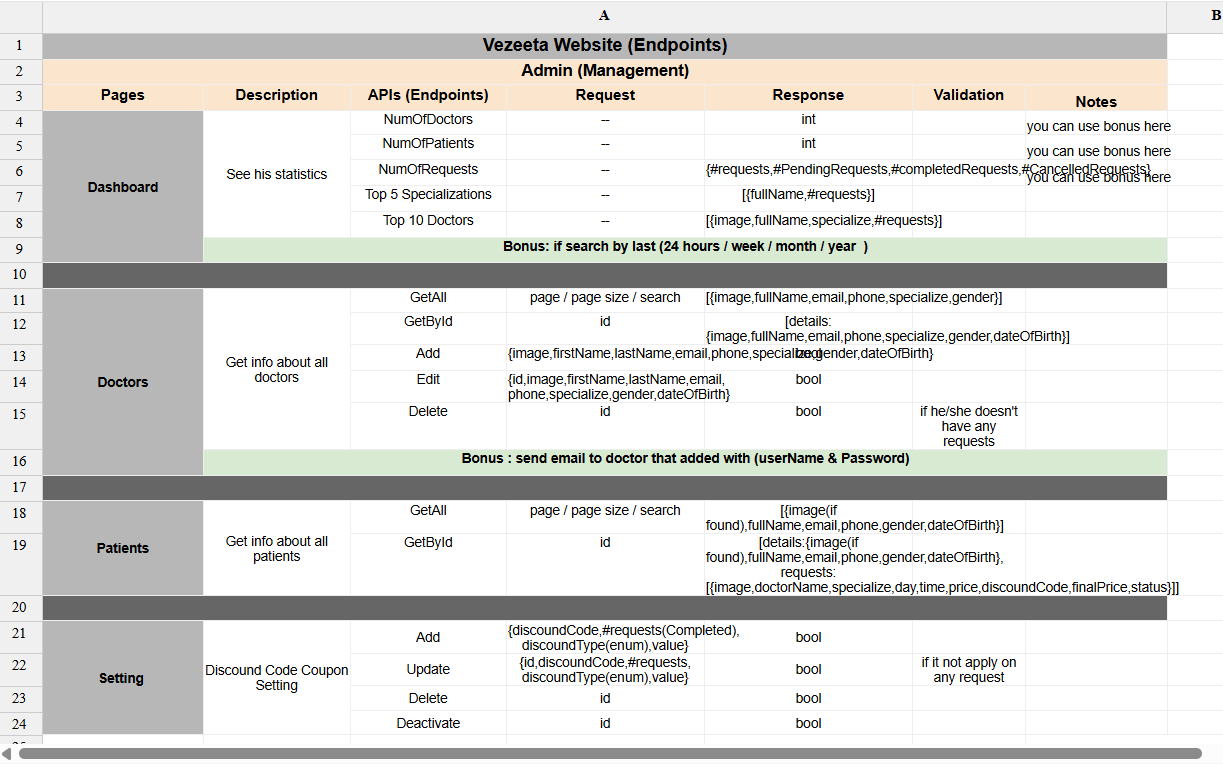 A B
1 Vezeeta Website (Endpoints)
2 Admin (Management)
3 Pages Description APIs (Endpoints) Request Response Validation Notes
4 NumOfDoctors -- int you can use bonus here
5 NumOfPatients -- int you can use bonus here
Dashboard
See his statistics
6 NumOfRequests -- {#requests,#PendingRequests,#completedRequests,#CancelledRequests} you can use bonus here
7 Top 5 Specializations -- [{fullName,#requests}]
8 Top 10 Doctors -- [{image,fullName,specialize,#requests}]
9 Bonus: if search by last (24 hours / week / month / year )
10
11 GetAll page / page size / search [{image,fullName,email,phone,specialize,gender}]
12 GetById id [details:
{image,fullName,email,phone,specialize,gender,dateOfBirth}]
Doctors
Get info about all
doctors
13 Add {image,firstName,lastName,email,phone,specialize,gender,dateOfBirth} bool
14 Edit {id,image,firstName,lastName,email, bool
phone,specialize,gender,dateOfBirth}
15 Delete id bool if he/she doesn't
have any
requests
16 Bonus : send email to doctor that added with (userName & Password)
17
18 GetAll page / page size / search [{image(if
found),fullName,email,phone,gender,dateOfBirth}]
Patients
Get info about all
patients
19 GetById id [details:{image(if
found),fullName,email,phone,gender,dateOfBirth},
requests:
[{image,doctorName,specialize,day,time,price,discoundCode,finalPrice,status}]]
20
21 Add {discoundCode,#requests(Completed), bool
discoundType(enum),value}
Setting
Discound Code Coupon
Setting
22 Update {id,discoundCode,#requests, bool if it not apply on
discoundType(enum),value} any request
23 Delete id bool
24 Deactivate id bool